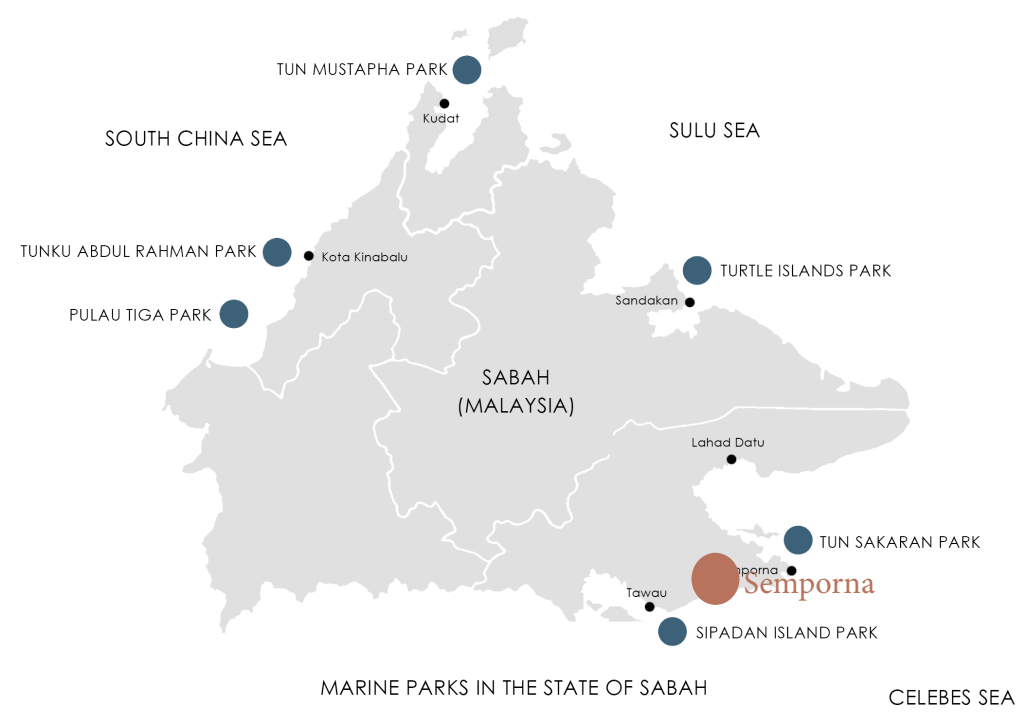 TUN MUSTAPHA PARK
Kudat
SOUTH CHINA SEA
SULU SEA
TUNKU ABDUL RAHMAN PARK
Kota Kinabalu
TURTLE ISLANDS PARK
Sandakan
PULAU TIGA PARK
SABAH
(MALAYSIA)
Lahad Datu
TUN SAKARAN PARK
mporna
Semporna
Tawau
SIPADAN ISLAND PARK
MARINE PARKS IN THE STATE OF SABAH
CELEBES SEA